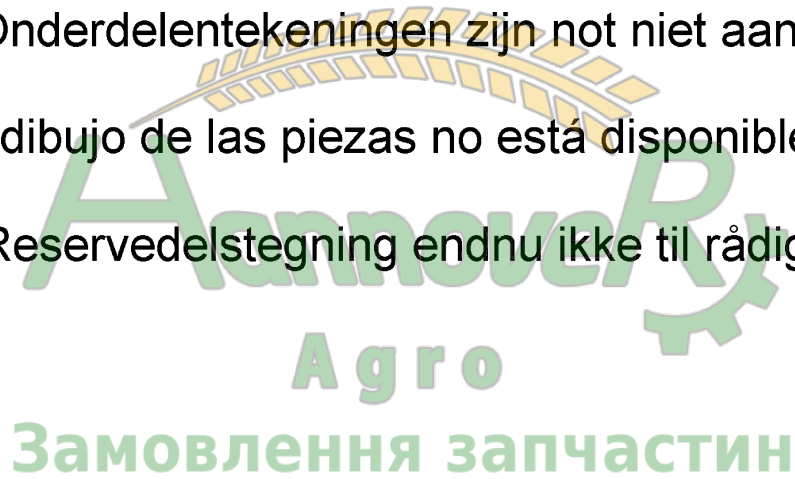 Onderdelentekeningen zijn not niet aan
dibujo de las piezas no está disponible
Reservedelstegning endnu ikke til rådig
HannoveR
Agro
Замовлення запчастин